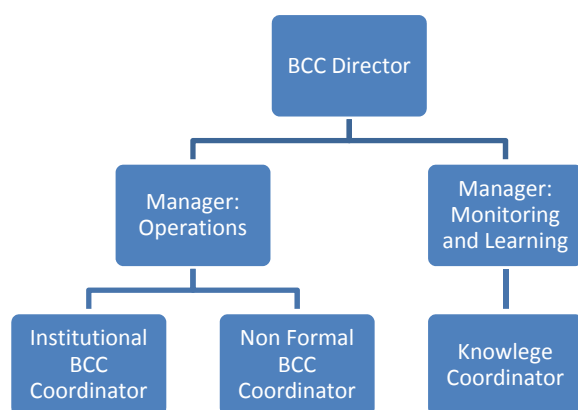 BCC Director
Manager:
Operations
Manager:
Monitoring
and Learning
Institutional
BCC
Coordinator
Non Formal
BCC
Coordinator
Knowlege
Coordinator